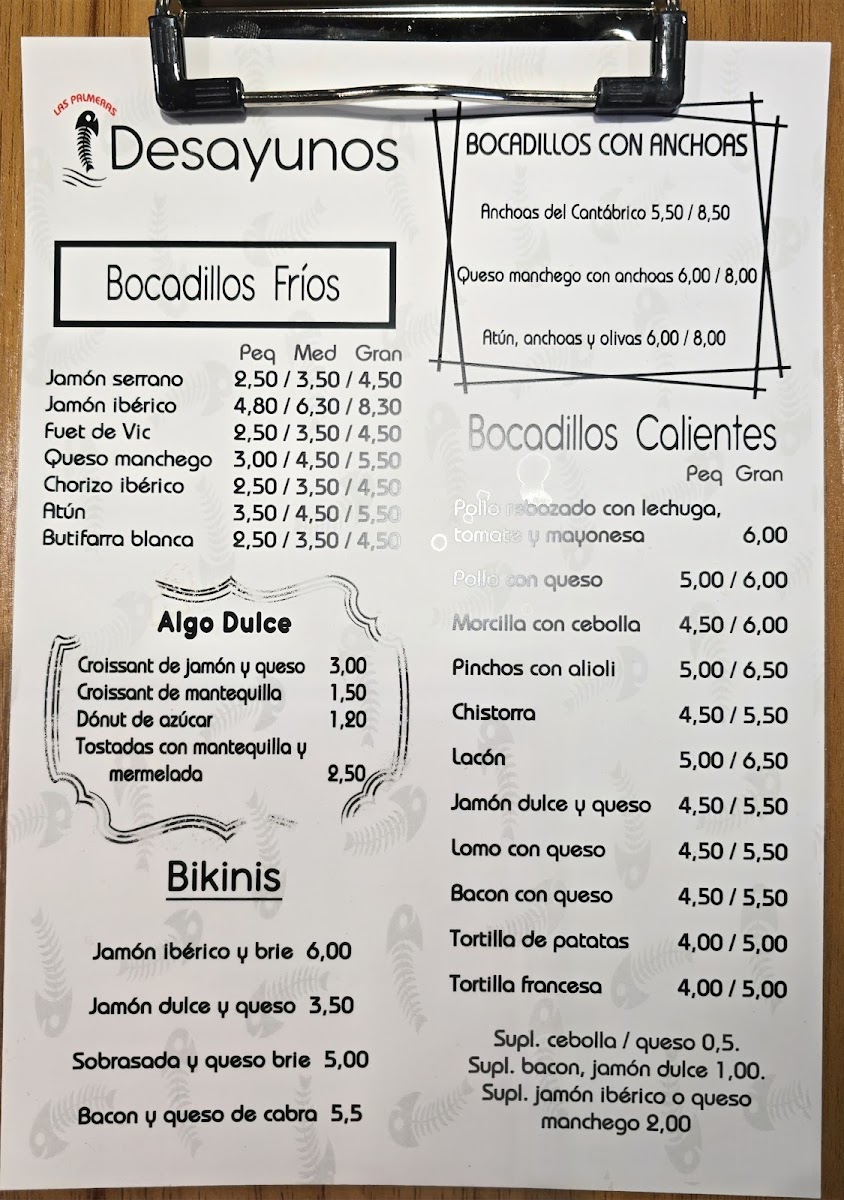 LAS PALMERAS
Desayunos
Bocadillos Fríos
Peq Med Gran
Jamón serrano 2,50 / 3,50 / 4,50
Jamón ibérico 4,80 / 6,30 / 8,30
Fuet de Vic 2,50 / 3,50 / 4,50
Queso manchego 3,00 / 4,50 / 5,50
Chorizo ibérico 2,50 / 3,50 / 4,50
Atún 3,50 / 4,50 / 5,50
Butifarra blanca 2,50 / 3,50 / 4,50
Algo Dulce
Croissant de jamón y queso 3,00
Croissant de mantequilla 1,50
Dónut de azúcar 1,20
Tostadas con mantequilla y
mermelada 2,50
Bikinis
Jamón ibérico y brie 6,00
Jamón dulce y queso 3,50
Sobrasada y queso brie 5,00
Bacon y queso de cabra 5,5
BOCADILLOS CON ANCHOAS
Anchoas del Cantábrico 5,50 / 8,50
Queso manchego con anchoas 6,00 / 8,00
Atún, anchoas y olivas 6,00 / 8,00
Bocadillos Calientes
Peq Gran
Pollo rebozado con lechuga,
tomate y mayonesa 6,00
Pollo con queso 5,00 / 6,00
Morcilla con cebolla 4,50 / 6,00
Pinchos con alioli 5,00 / 6,50
Chistorra 4,50 / 5,50
Lacón 5,00 / 6,50
Jamón dulce y queso 4,50 / 5,50
Lomo con queso 4,50 / 5,50
Bacon con queso 4,50 / 5,50
Tortilla de patatas 4,00 / 5,00
Tortilla francesa 4,00 / 5,00
Supl. cebolla / queso 0,5.
Supl. bacon, jamón dulce 1,00.
Supl. jamón ibérico o queso
manchego 2,00